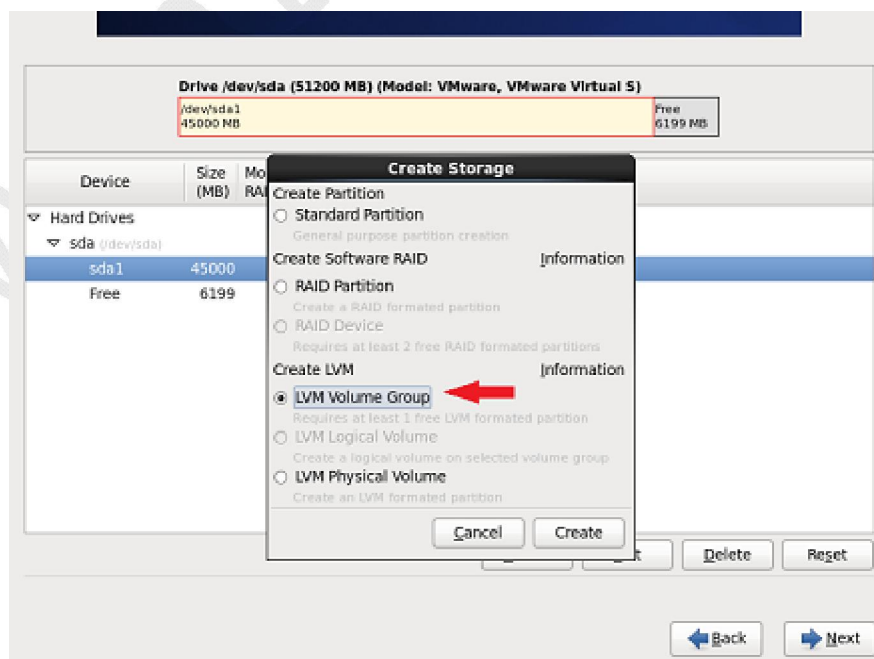 Drive /dev/sda (51200 MB) (Model: VMware, VMware Virtual S)
/dev/sda1
45000 MB
Free
6199 MB
Device
Size
(MB)
Mo
RAI
Hard Drives
sda (/dev/sda)
sda1 45000
Free 6199
Create Storage
Create Partition
Standard Partition
General purpose partition creation
Create Software RAID Information
RAID Partition
Create a RAID formated partition
RAID Device
Requires at least 2 free RAID formated partitions
Create LVM Information
LVM Volume Group
Requires at least 1 free LVM formated partition
LVM Logical Volume
Create a logical volume on selected volume group
LVM Physical Volume
Create an LVM formated partition
Cancel Create
Delete Reset
Back Next